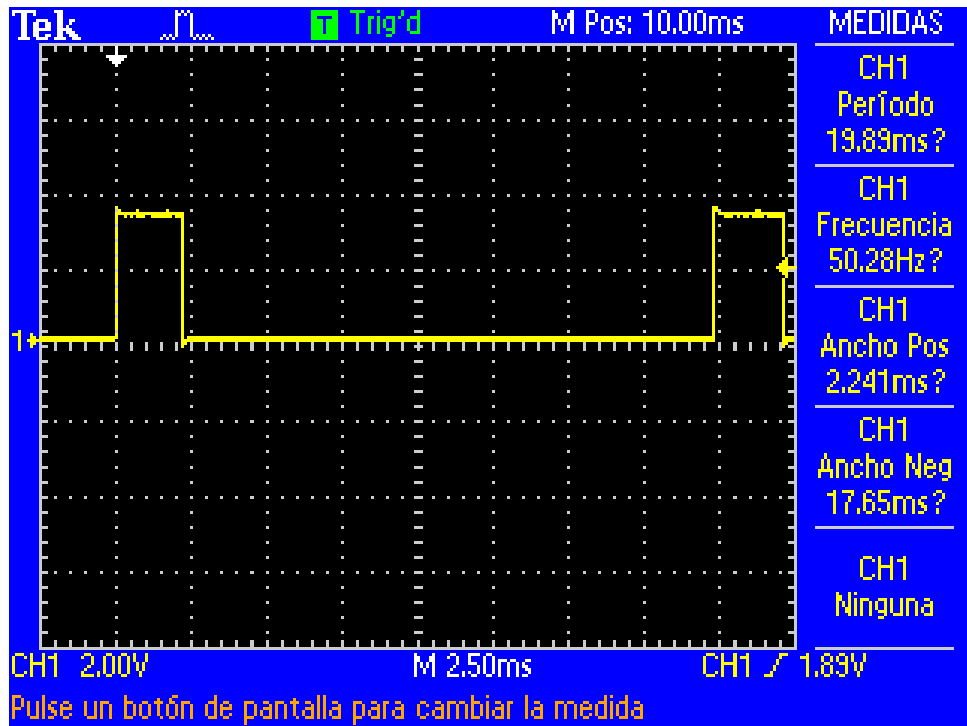 Tek T Trig'd M Pos: 10.00ms MEDIDAS
CH1
Período
19.89ms?
CH1
Frecuencia
50.28Hz?
CH1
Ancho Pos
2.241ms?
CH1
Ancho Neg
17.65ms?
CH1
Ninguna
1
CH1 2.00V M 2.50ms CH1 1.89V
Pulse un botón de pantalla para cambiar la medida